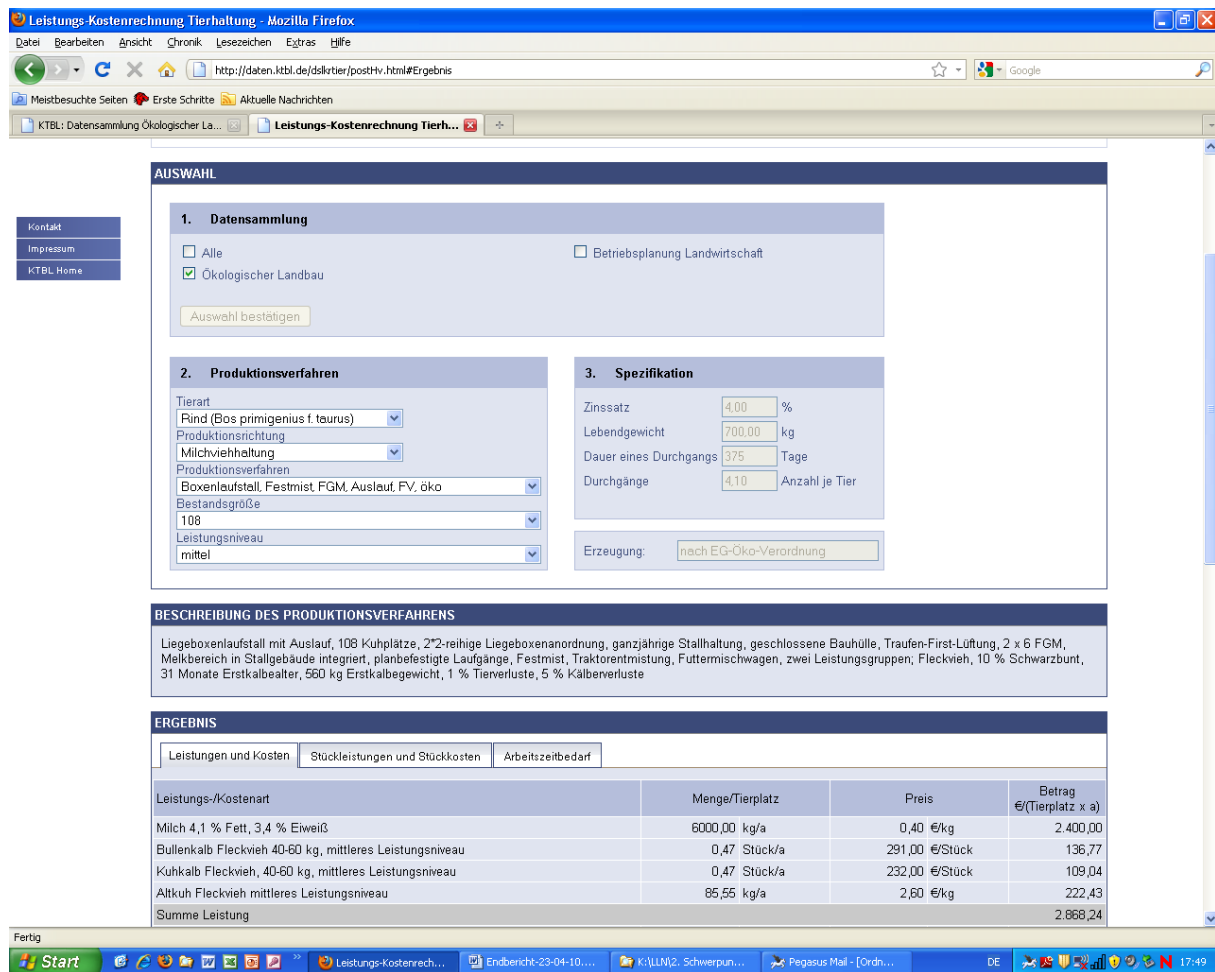 Leistungs-Kostenrechnung Tierhaltung - Mozilla Firefox
Datei Bearbeiten Ansicht Chronik Lesezeichen Extras Hilfe
http://daten.ktbl.de/dslkrtier/postHv.html#Ergebnis
Google
Meistbesuchte Seiten Erste Schritte Aktuelle Nachrichten
KTBL: Datensammlung Ökologischer La... Leistungs-Kostenrechnung Tierh...
Kontakt
Impressum
KTBL Home
AUSWAHL
1. Datensammlung
Alle Betriebsplanung Landwirtschaft
Ökologischer Landbau
Auswahl bestätigen
2. Produktionsverfahren
Tierart
Rind (Bos primigenius f. taurus)
Produktionsrichtung
Milchviehhaltung
Produktionsverfahren
Boxenlaufstall, Festmist, FGM, Auslauf, FV, öko
Bestandsgröße
108
Leistungsniveau
mittel
3. Spezifikation
Zinssatz 4,00 %
Lebendgewicht 700,00 kg
Dauer eines Durchgangs 375 Tage
Durchgänge 4,10 Anzahl je Tier
Erzeugung: nach EG-Öko-Verordnung
BESCHREIBUNG DES PRODUKTIONSVERFAHRENS
Liegeboxenlaufstall mit Auslauf, 108 Kuhplätze, 2*2-reihige Liegeboxenanordnung, ganzjährige Stallhaltung, geschlossene Bauhülle, Traufen-First-Lüftung, 2 x 6 FGM,
Melkbereich in Stallgebäude integriert, planbefestigte Laufgänge, Festmist, Traktorentmistung, Futtermischwagen, zwei Leistungsgruppen; Fleckvieh, 10 % Schwarzbunt,
31 Monate Erstkalbealter, 560 kg Erstkalbegewicht, 1 % Tierverluste, 5 % Kälberverluste
ERGEBNIS
Leistungen und Kosten Stückleistungen und Stückkosten Arbeitszeitbedarf
Leistungs-/Kostenart Menge/Tierplatz Preis Betrag
€/(Tierplatz x a)
Milch 4,1 % Fett, 3,4 % Eiweiß 6000,00 kg/a 0,40 €/kg 2.400,00
Bullenkalb Fleckvieh 40-60 kg, mittleres Leistungsniveau 0,47 Stück/a 291,00 €/Stück 136,77
Kuhkalb Fleckvieh, 40-60 kg, mittleres Leistungsniveau 0,47 Stück/a 232,00 €/Stück 109,04
Altkuh Fleckvieh mittleres Leistungsniveau 85,55 kg/a 2,60 €/kg 222,43
Summe Leistung 2.868,24
Fertig
Start Leistungs-Kostenrech... Endbericht-23-04-10.... K:\LLN\2. Schwerpun... Pegasus Mail - [Ordn... DE 17:49